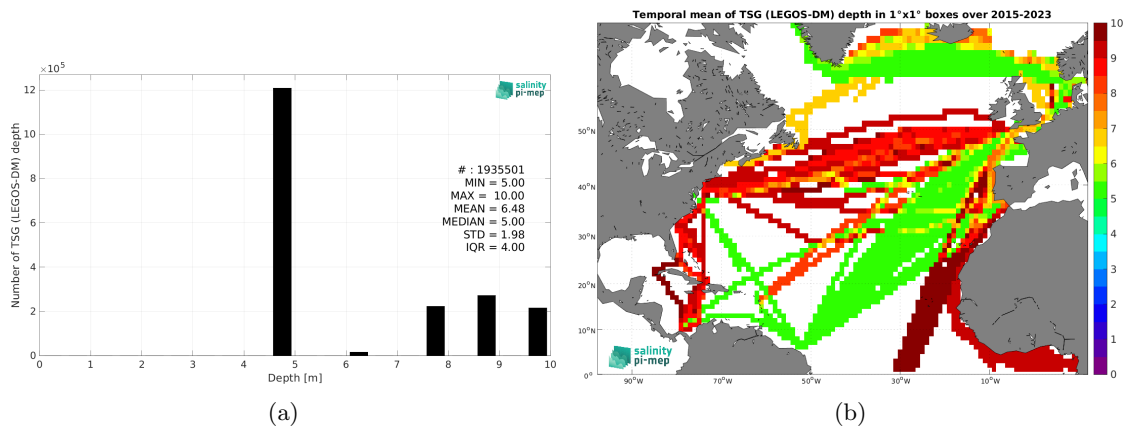 Temporal mean of TSG (LEGOS-DM) depth in 1°x1° boxes over 2015-2023
×10⁵
12
10
8
6
4
2
0
Number of TSG (LEGOS-DM) depth
salinity
pi-mep
# : 1935501
MIN = 5.00
MAX = 10.00
MEAN = 6.48
MEDIAN = 5.00
STD = 1.98
IQR = 4.00
0 1 2 3 4 5 6 7 8 9 10
Depth [m]
(a)
50°N
40°N
30°N
20°N
10°N
0°
90°W 70°W 50°W 30°W 10°W
salinity
pi-mep
10
9
8
7
6
5
4
3
2
1
0
(b)